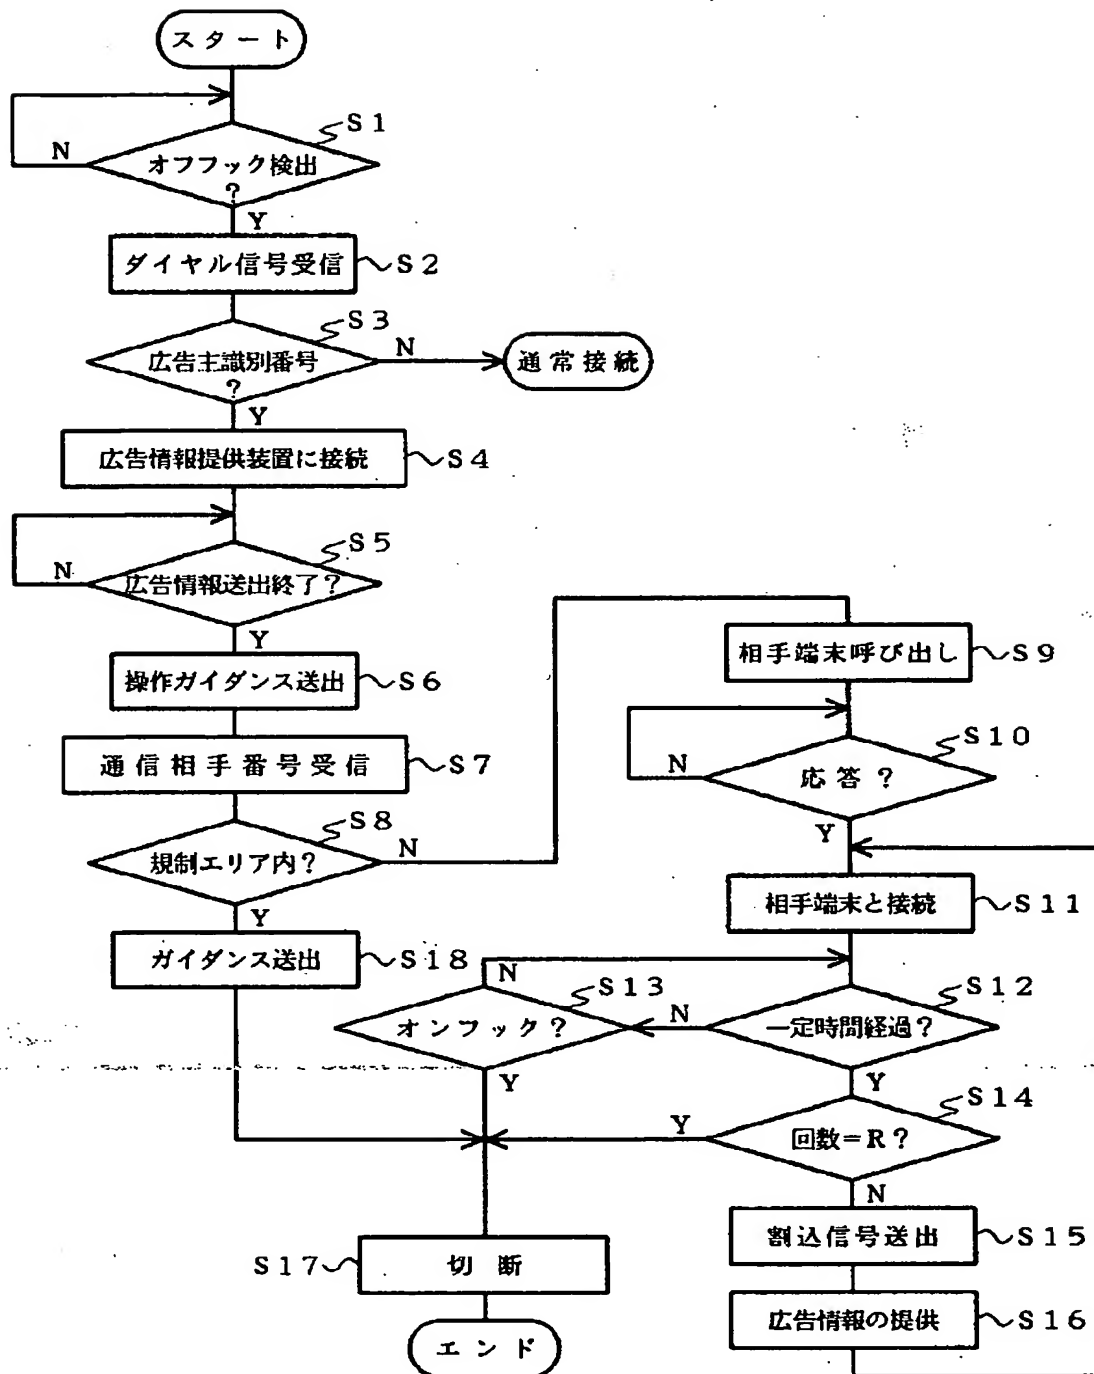 スタート
S1
N
オフフック検出
?
Y
ダイヤル信号受信
S2
S3
広告主識別番号
?
N
通常接続
Y
広告情報提供装置に接続
S4
S5
N
広告情報送出終了?
Y
操作ガイダンス送出
S6
通信相手番号受信
S7
S8
規制エリア内?
N
Y
ガイダンス送出
S18
相手端末呼び出し
S9
S10
N
応答?
Y
相手端末と接続
S11
N
S13
オンフック?
N
S12
一定時間経過?
Y
Y
S14
Y
回数=R?
N
割込信号送出
S15
S17
切断
広告情報の提供
S16
エンド